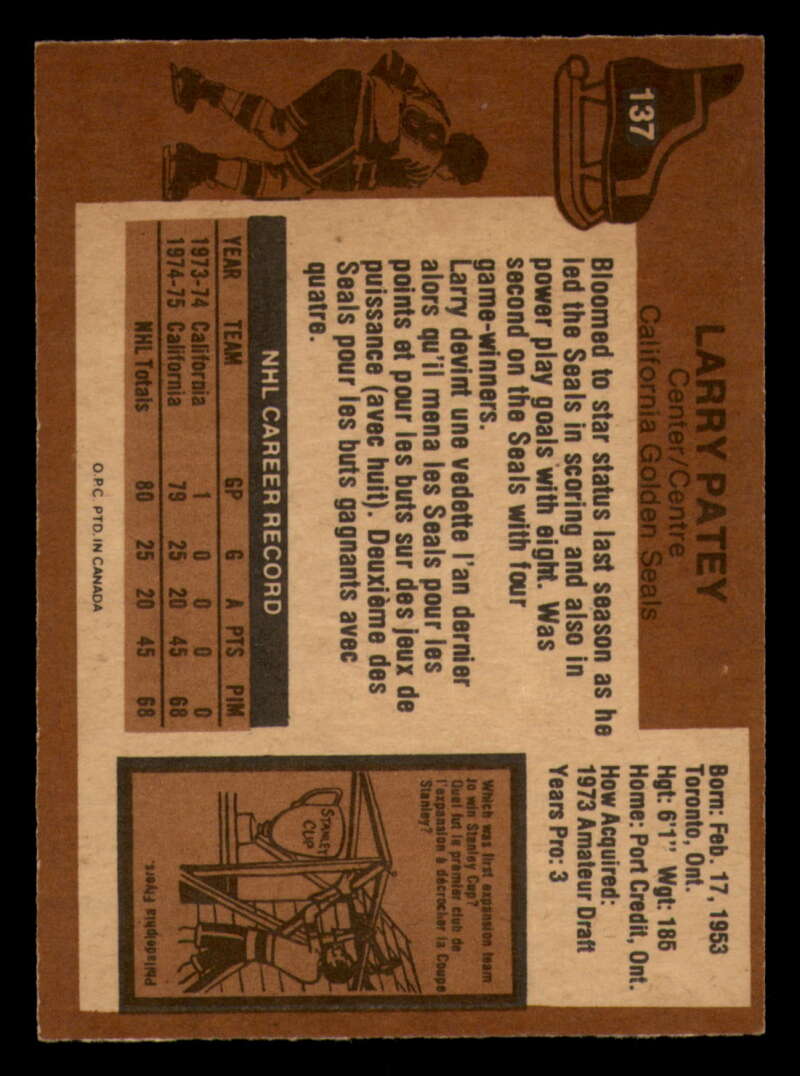 137
LARRY PATEY
Center/Centre
California Golden Seals
Born: Feb. 17, 1953
Toronto, Ont.
Hgt: 6'1" Wgt: 185
Home: Port Credit, Ont.
How Acquired:
1973 Amateur Draft
Years Pro: 3
Bloomed to star status last season as he
led the Seals in scoring and also in
power play goals with eight. Was
second on the Seals with four
game-winners.
Larry devint une vedette l'an dernier
alors qu'il mena les Seals pour les
points et pour les buts sur des jeux de
puissance (avec huit). Deuxième des
Seals pour les buts gagnants avec
quatre.
NHL CAREER RECORD
YEAR TEAM GP G A PTS PIM
1973-74 California 1 0 0 0 0
1974-75 California 79 25 20 45 68
NHL Totals 80 25 20 45 68
O.P.C. PTD. IN CANADA
Which was first expansion team
to win Stanley Cup?
Quel fut le premier club de
l'expansion à décrocher la Coupe
Stanley?
STANLEY
CUP
Philadelphia Flyers.